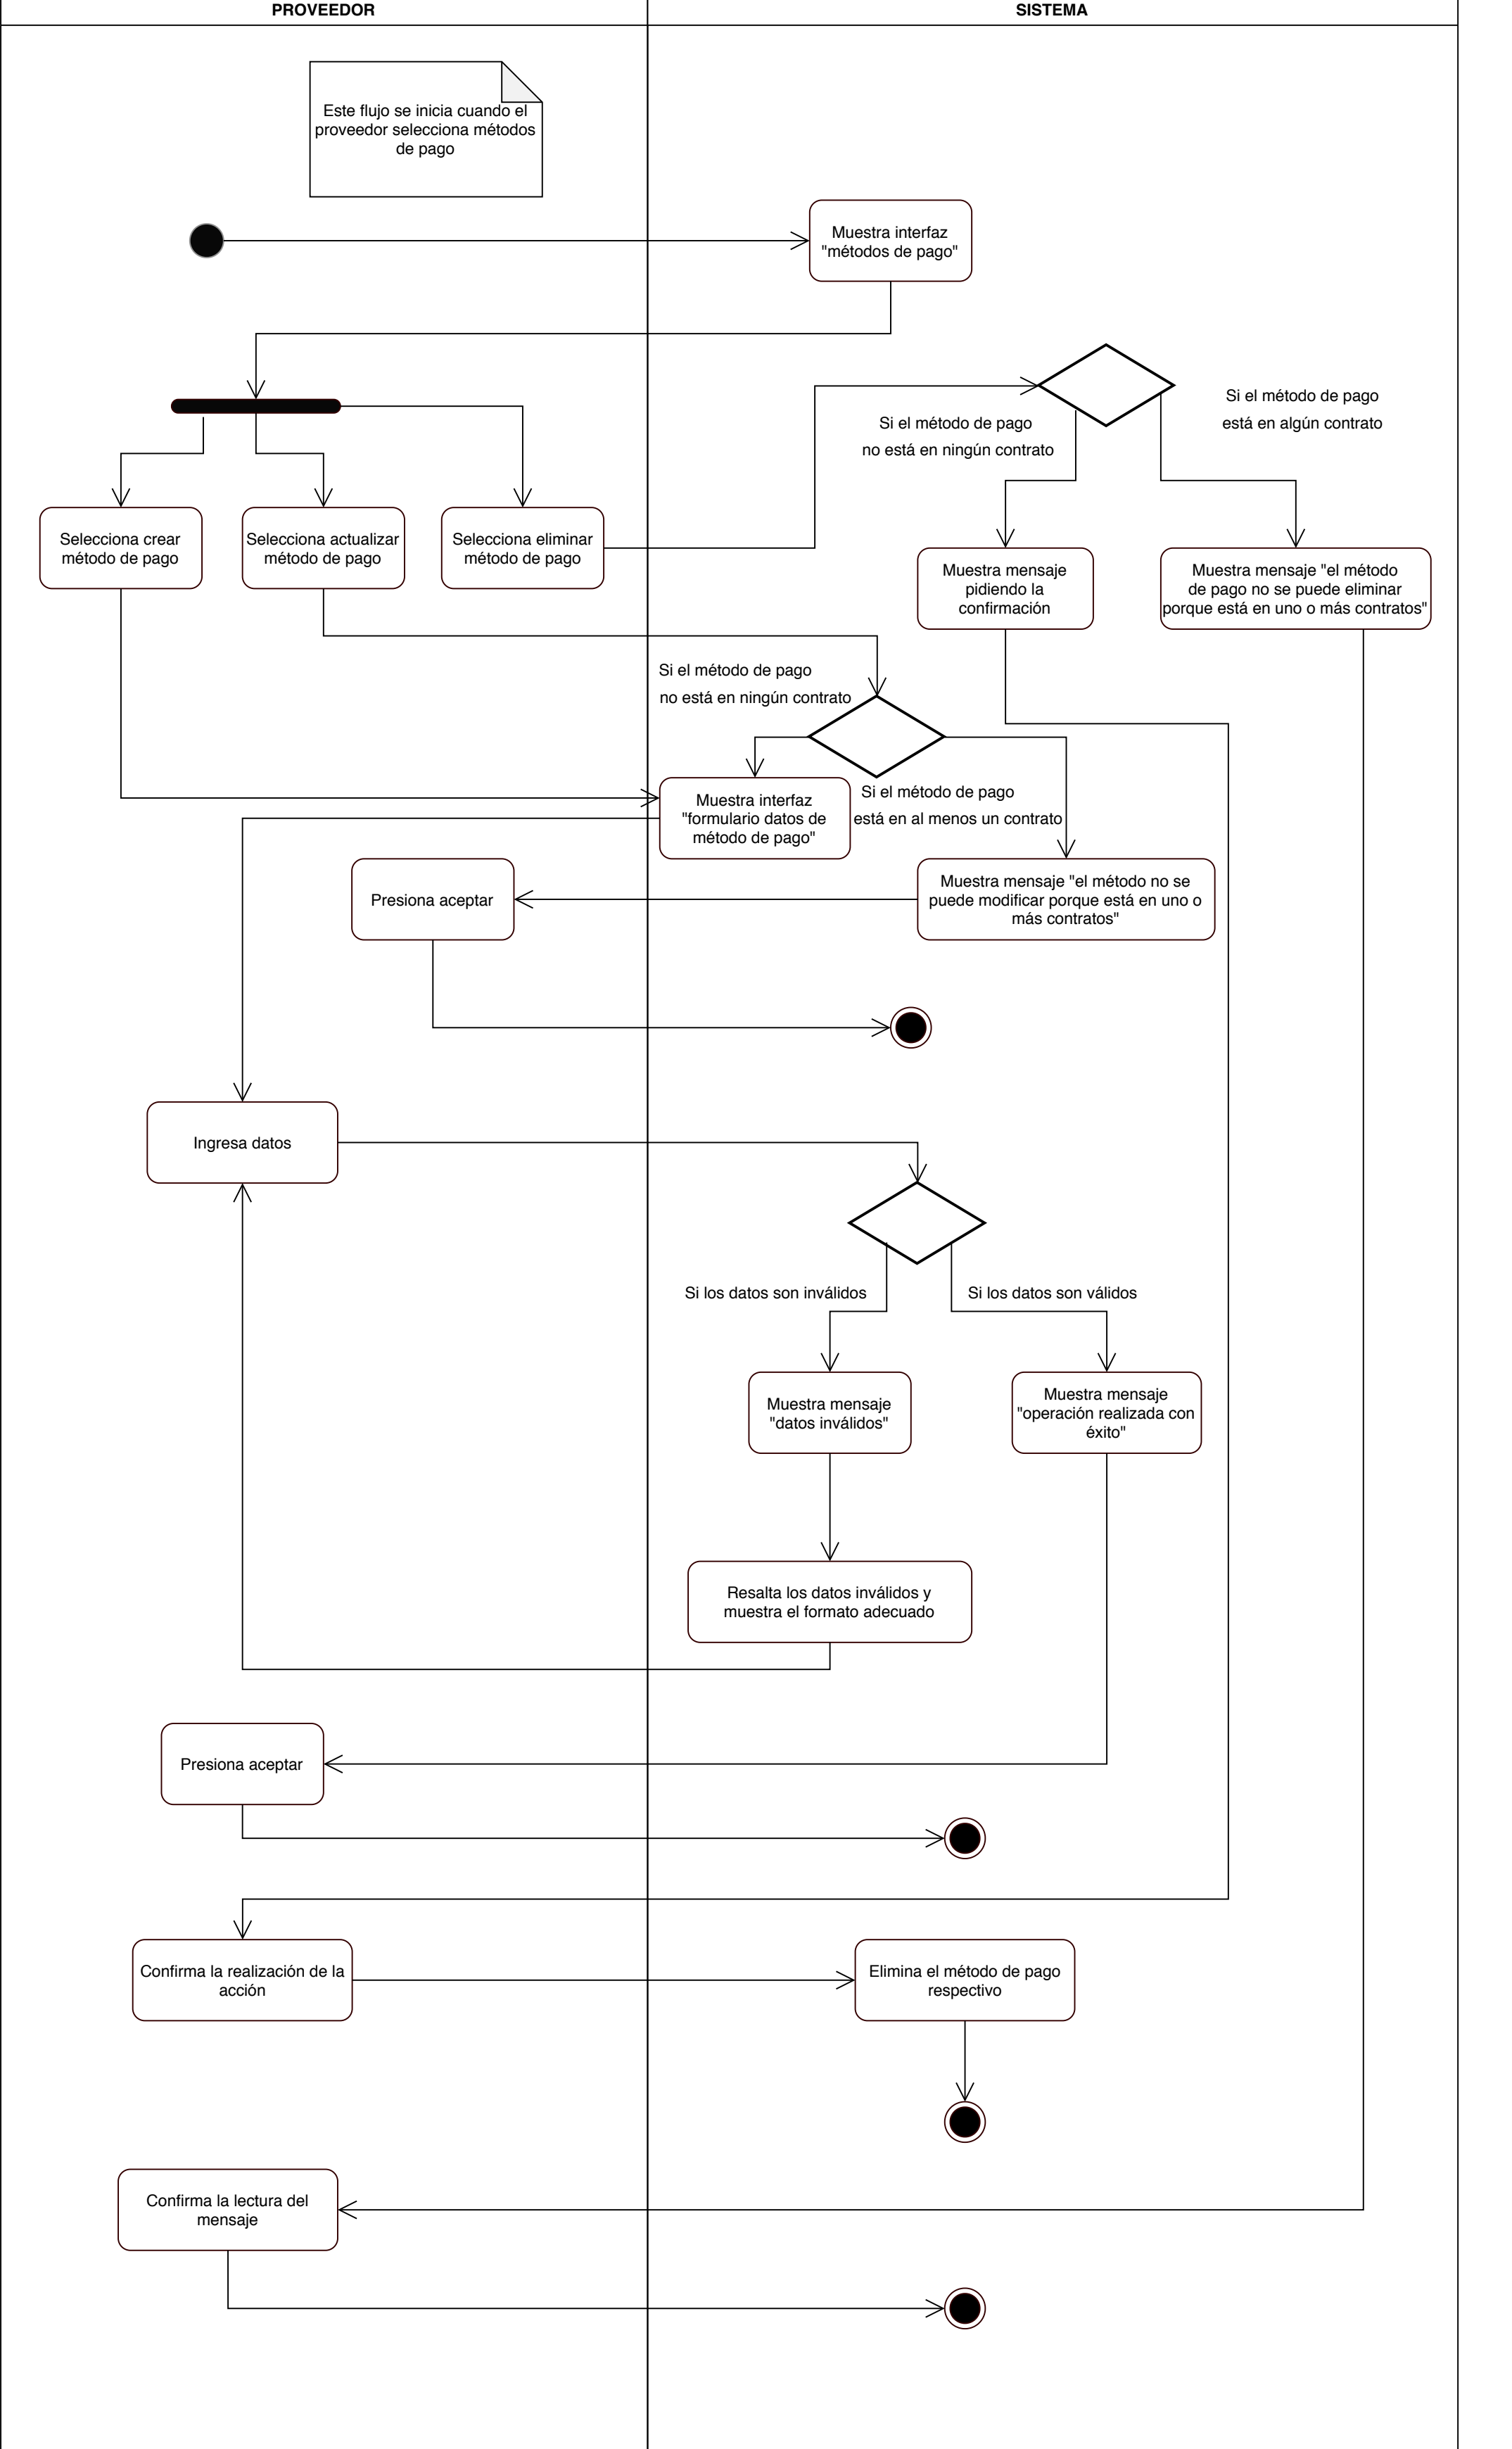 PROVEEDOR
SISTEMA
Este flujo se inicia cuando el
proveedor selecciona métodos
de pago
Muestra interfaz
"métodos de pago"
Si el método de pago
está en algún contrato
Si el método de pago
no está en ningún contrato
Selecciona crear
método de pago
Selecciona actualizar
método de pago
Selecciona eliminar
método de pago
Muestra mensaje
pidiendo la
confirmación
Muestra mensaje "el método
de pago no se puede eliminar
porque está en uno o más contratos"
Si el método de pago
no está en ningún contrato
Muestra interfaz
"formulario datos de
método de pago"
Si el método de pago
está en al menos un contrato
Presiona aceptar
Muestra mensaje "el método no se
puede modificar porque está en uno o
más contratos"
Ingresa datos
Si los datos son inválidos
Si los datos son válidos
Muestra mensaje
"datos inválidos"
Muestra mensaje
"operación realizada con
éxito"
Resalta los datos inválidos y
muestra el formato adecuado
Presiona aceptar
Confirma la realización de la
acción
Elimina el método de pago
respectivo
Confirma la lectura del
mensaje